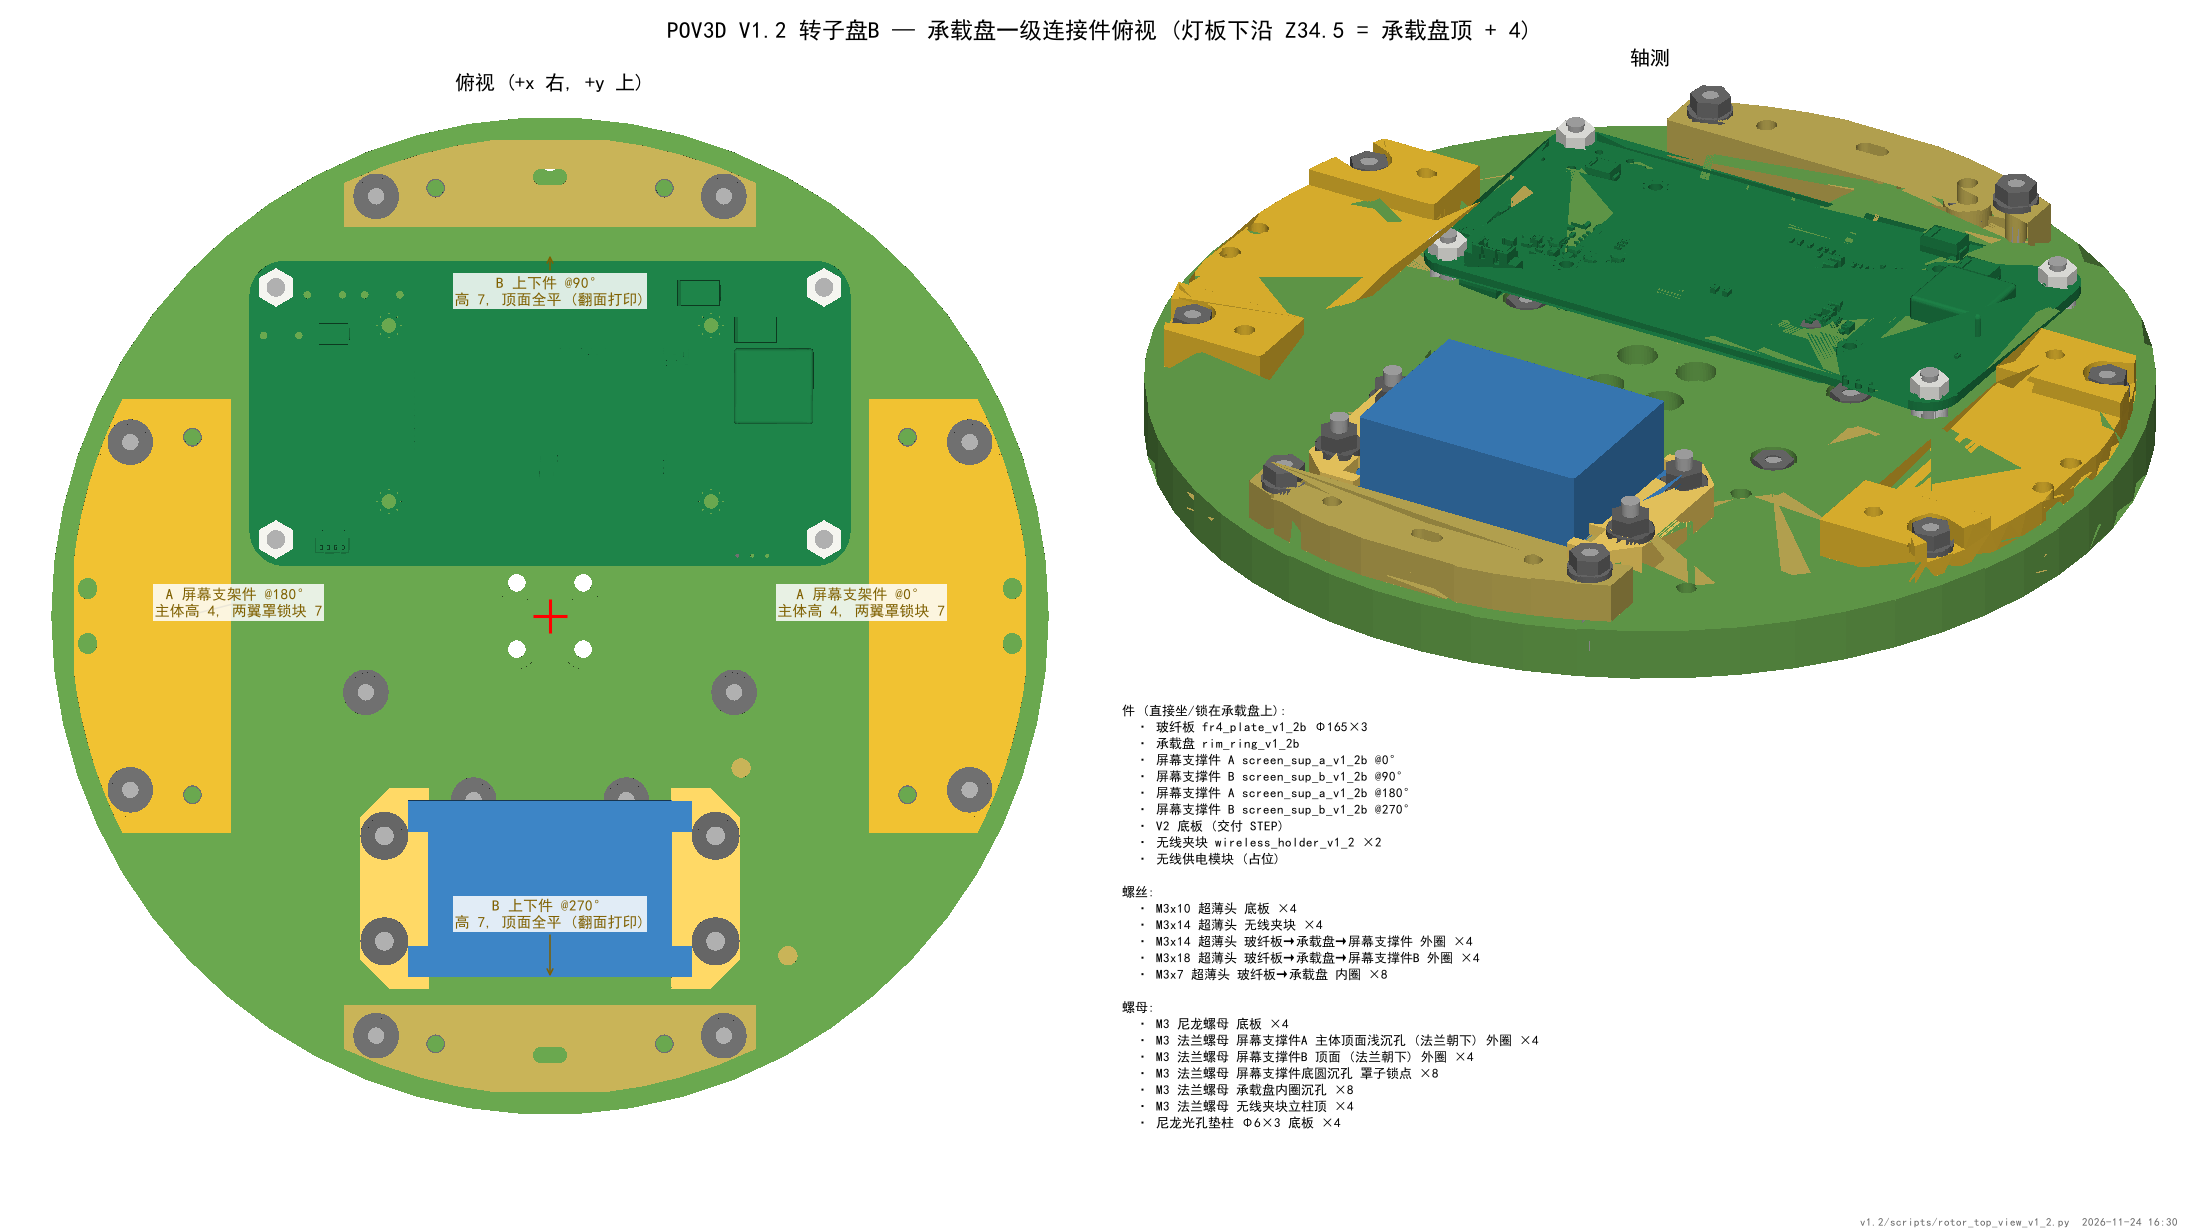 POV3D V1.2 转子盘B — 承载盘一级连接件俯视 (灯板下沿 Z34.5 = 承载盘顶 + 4)
俯视 (+x 右, +y 上)
轴测
B 上下件 @90°
高 7, 顶面全平 (翻面打印)
A 屏幕支架件 @180°
主体高 4, 两翼罩锁块 7
A 屏幕支架件 @0°
主体高 4, 两翼罩锁块 7
B 上下件 @270°
高 7, 顶面全平 (翻面打印)
件 (直接坐/锁在承载盘上):
· 玻纤板 fr4_plate_v1_2b Φ165×3
· 承载盘 rim_ring_v1_2b
· 屏幕支撑件 A screen_sup_a_v1_2b @0°
· 屏幕支撑件 B screen_sup_b_v1_2b @90°
· 屏幕支撑件 A screen_sup_a_v1_2b @180°
· 屏幕支撑件 B screen_sup_b_v1_2b @270°
· V2 底板 (交付 STEP)
· 无线夹块 wireless_holder_v1_2 ×2
· 无线供电模块 (占位)
螺丝:
· M3x10 超薄头 底板 ×4
· M3x14 超薄头 无线夹块 ×4
· M3x14 超薄头 玻纤板→承载盘→屏幕支撑件 外圈 ×4
· M3x18 超薄头 玻纤板→承载盘→屏幕支撑件B 外圈 ×4
· M3x7 超薄头 玻纤板→承载盘 内圈 ×8
螺母:
· M3 尼龙螺母 底板 ×4
· M3 法兰螺母 屏幕支撑件A 主体顶面浅沉孔 (法兰朝下) 外圈 ×4
· M3 法兰螺母 屏幕支撑件B 顶面 (法兰朝下) 外圈 ×4
· M3 法兰螺母 屏幕支撑件底圆沉孔 罩子锁点 ×8
· M3 法兰螺母 承载盘内圈沉孔 ×8
· M3 法兰螺母 无线夹块立柱顶 ×4
· 尼龙光孔垫柱 Φ6×3 底板 ×4
v1.2/scripts/rotor_top_view_v1_2.py  2026-11-24 16:30